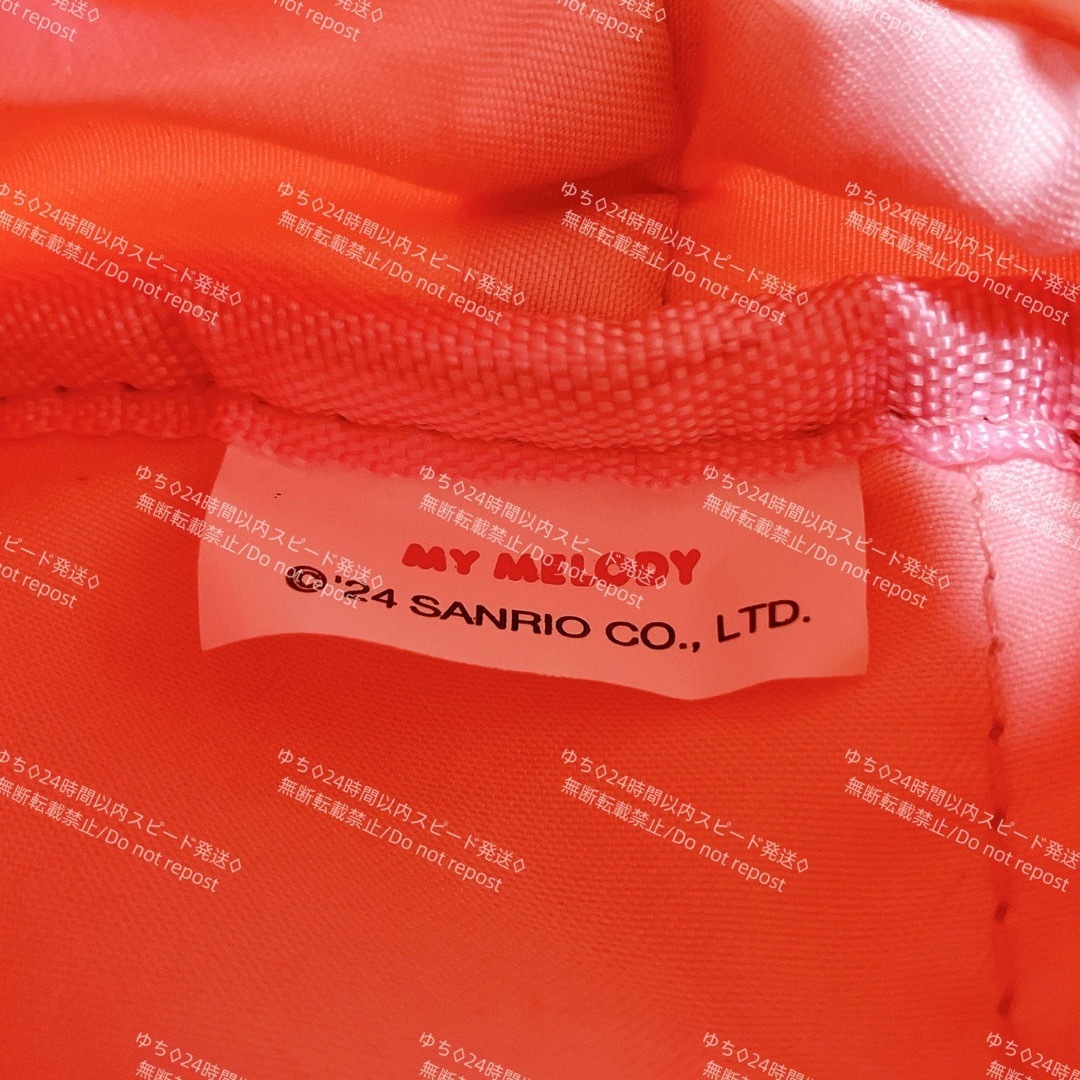 MY MELODY
©'24 SANRIO CO., LTD.
ゆち◇24時間以内スピード発送◇
無断転載禁止/Do not repost